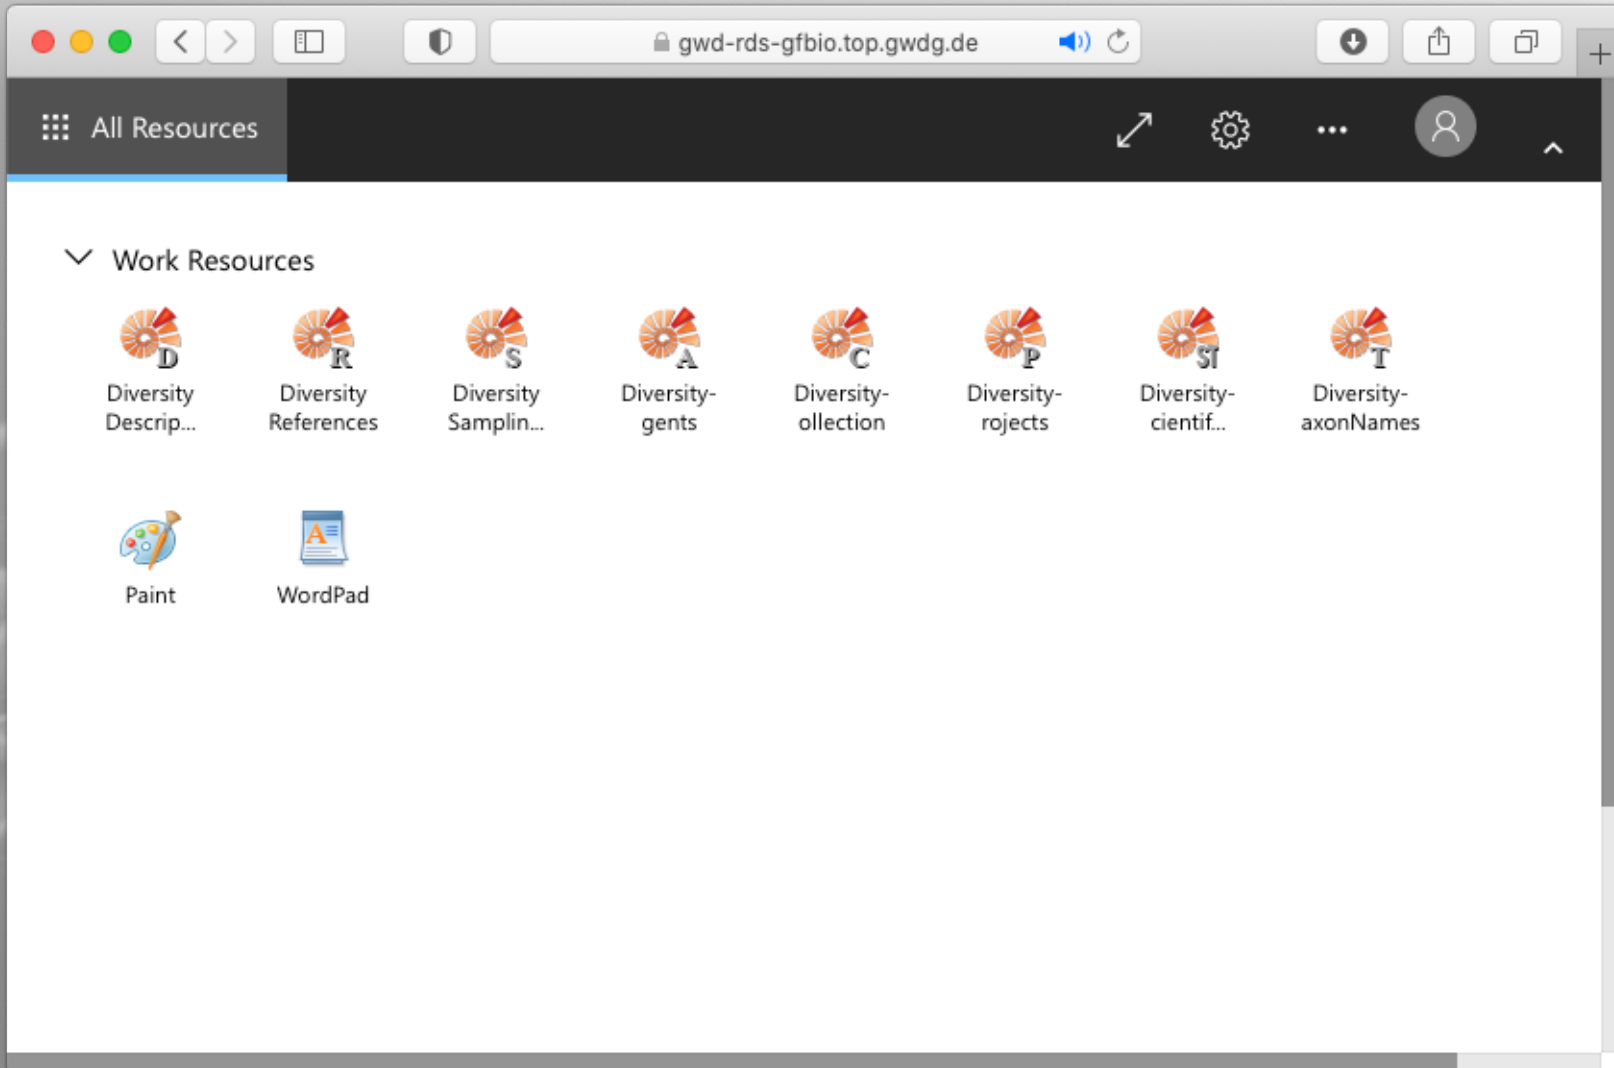 gwd-rds-gfbio.top.gwdg.de
All Resources
Work Resources
D
R
S
A
C
P
T
Diversity
Descrip...
Diversity
References
Diversity
Samplin...
Diversity-
gents
Diversity-
ollection
Diversity-
rojects
Diversity-
cientif...
Diversity-
axonNames
A
Paint
WordPad